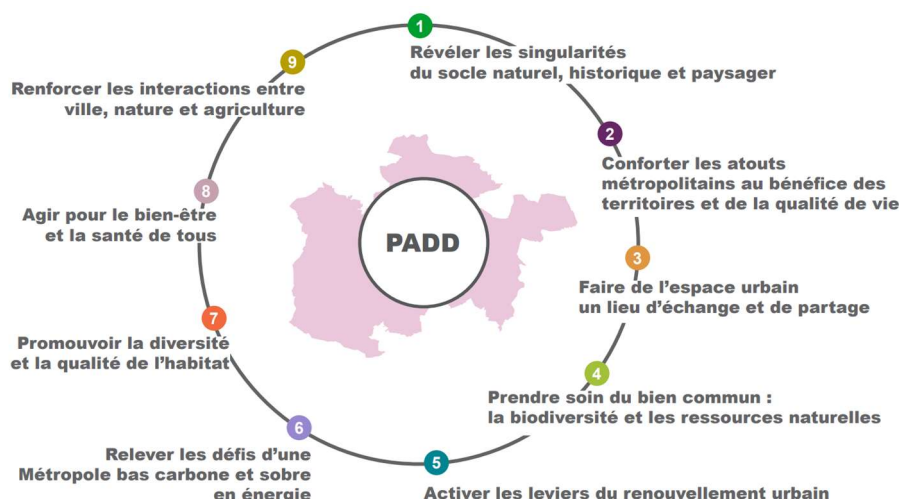 1
Révéler les singularités
du socle naturel, historique et paysager
2
Conforter les atouts
métropolitains au bénéfice des
territoires et de la qualité de vie
3
Faire de l'espace urbain
un lieu d'échange et de partage
4
Prendre soin du bien commun :
la biodiversité et les ressources naturelles
5
Activer les leviers du renouvellement urbain
6
Relever les défis d'une
Métropole bas carbone et sobre
en énergie
7
Promouvoir la diversité
et la qualité de l'habitat
8
Agir pour le bien-être
et la santé de tous
9
Renforcer les interactions entre
ville, nature et agriculture
PADD